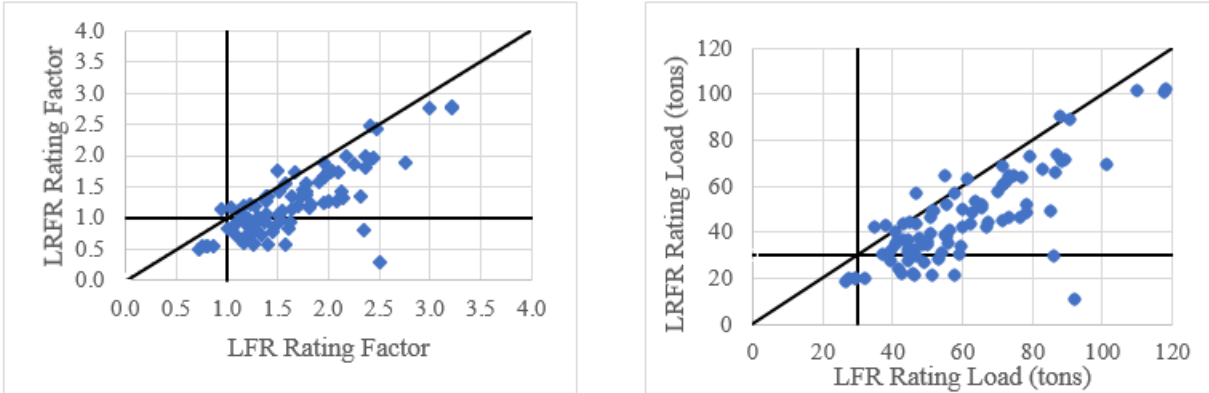 4.0
3.5
3.0
2.5
2.0
1.5
1.0
0.5
0.0
LRFR Rating Factor
0.0 0.5 1.0 1.5 2.0 2.5 3.0 3.5 4.0
LFR Rating Factor
120
100
80
60
40
20
0
LRFR Rating Load (tons)
0 20 40 60 80 100 120
LFR Rating Load (tons)